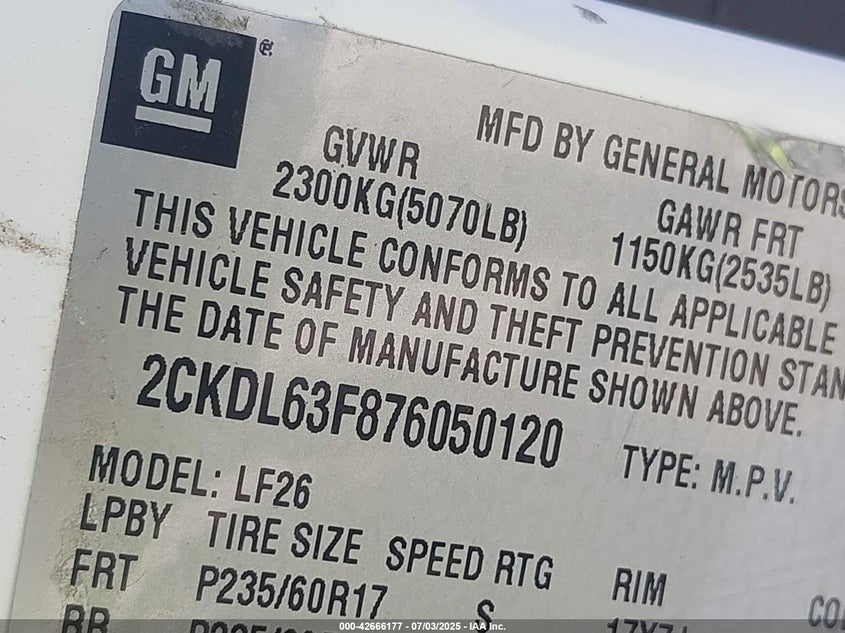 GM ®
MFD BY GENERAL MOTORS
GVWR GAWR FRT
2300KG(5070LB) 1150KG(2535LB)
THIS VEHICLE CONFORMS TO ALL APPLICABLE
VEHICLE SAFETY AND THEFT PREVENTION STAN
THE DATE OF MANUFACTURE SHOWN ABOVE.
2CKDL63F876050120 TYPE: M.P.V.
MODEL: LF26
LPBY TIRE SIZE SPEED RTG RIM
FRT P235/60R17 S
RR
000-42666177 - 07/03/2025 - IAA Inc.